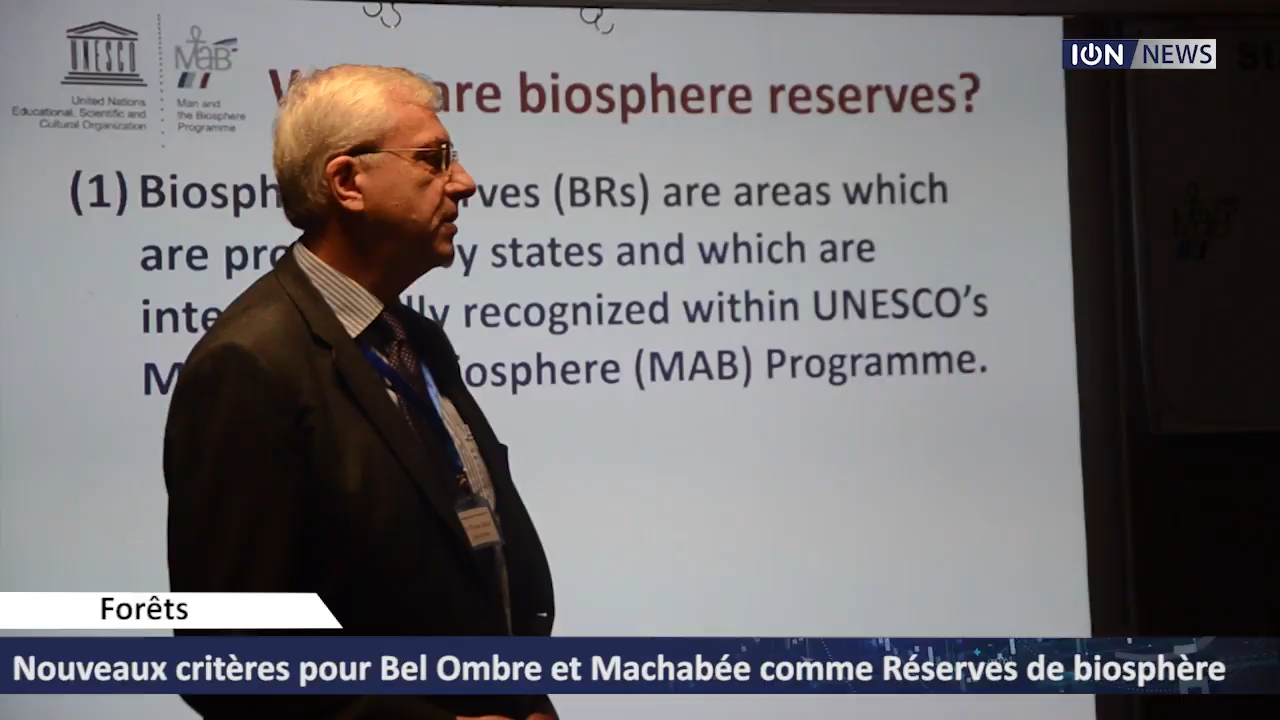 UNESCO
United Nations
Educational, Scientific and
Cultural Organization
MaB
Man and
the Biosphere
Programme
are biosphere reserves?
(1) Biosph rves (BRs) are areas which
are pro y states and which are
inte lly recognized within UNESCO's
M osphere (MAB) Programme.
ION NEWS
Forêts
Nouveaux critères pour Bel Ombre et Machabée comme Réserves de biosphère